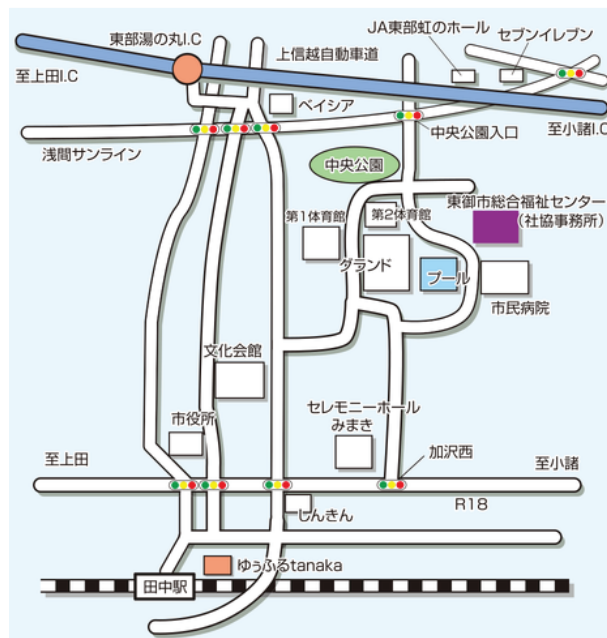 JA東部虹のホール
セブンイレブン
東部湯の丸I.C
上信越自動車道
至上田I.C
ベイシア
中央公園入口
至小諸I.C
浅間サンライン
中央公園
東御市総合福祉センター
(社協事務所)
第1体育館
第2体育館
グランド
プール
市民病院
文化会館
セレモニーホール
みまき
市役所
加沢西
至上田
至小諸
R18
しんきん
ゆぅふるtanaka
田中駅